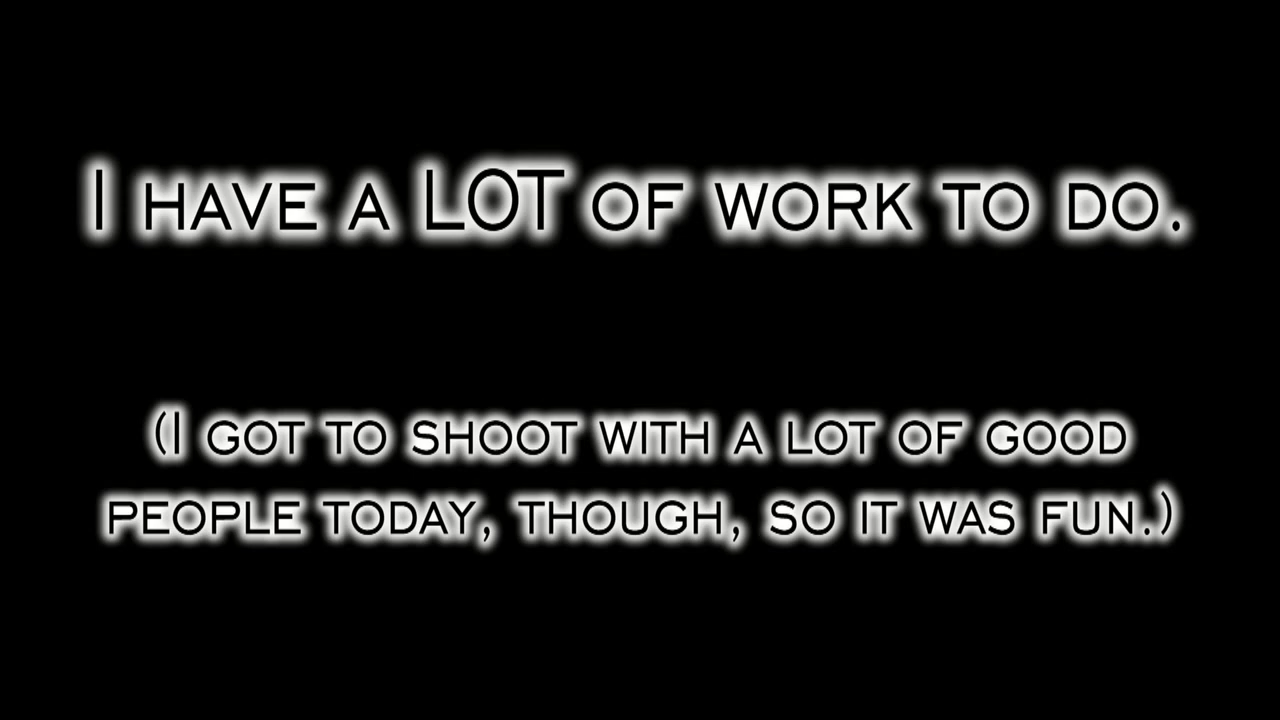 I have a LOT of work to do.
(I got to shoot with a lot of good
people today, though, so it was fun.)